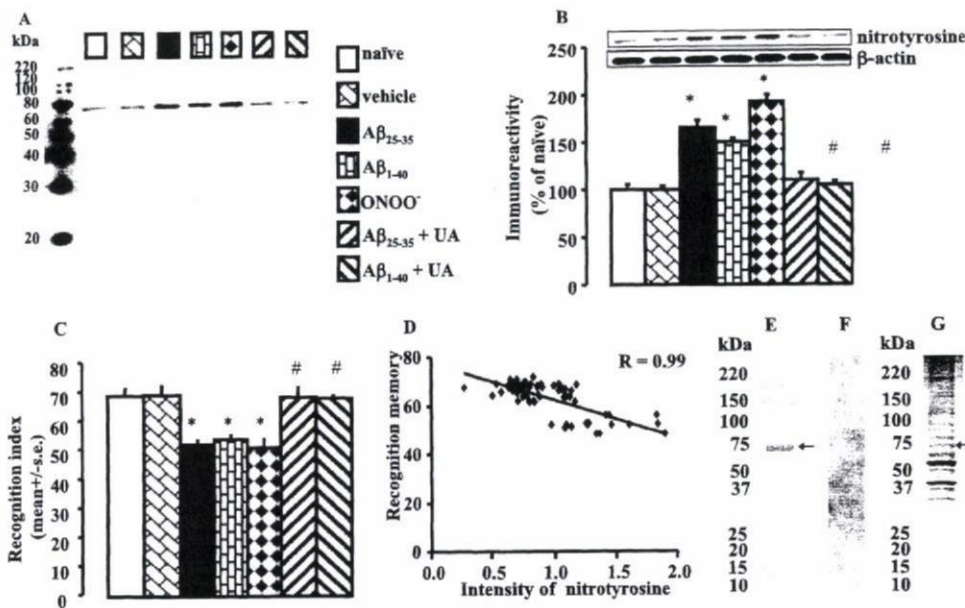 A
kDa
220
120
100
80
60
50
40
30
20
naïve
vehicle
Aβ25-35
Aβ1-40
ONOO-
Aβ25-35 + UA
Aβ1-40 + UA
B
nitrotyrosine
β-actin
250
200
150
100
50
0
Immunoreactivity
(% of naïve)
* * *
# #
C
80
70
60
50
40
30
20
10
0
Recognition index
(mean+/-s.e.)
* * *
# #
D
R = 0.99
80
60
40
20
0
Recognition memory
0.0 0.5 1.0 1.5 2.0
Intensity of nitrotyrosine
E
kDa
220
150
100
75
50
37
25
20
15
10
F
G
kDa
220
150
100
75
50
37
25
20
15
10